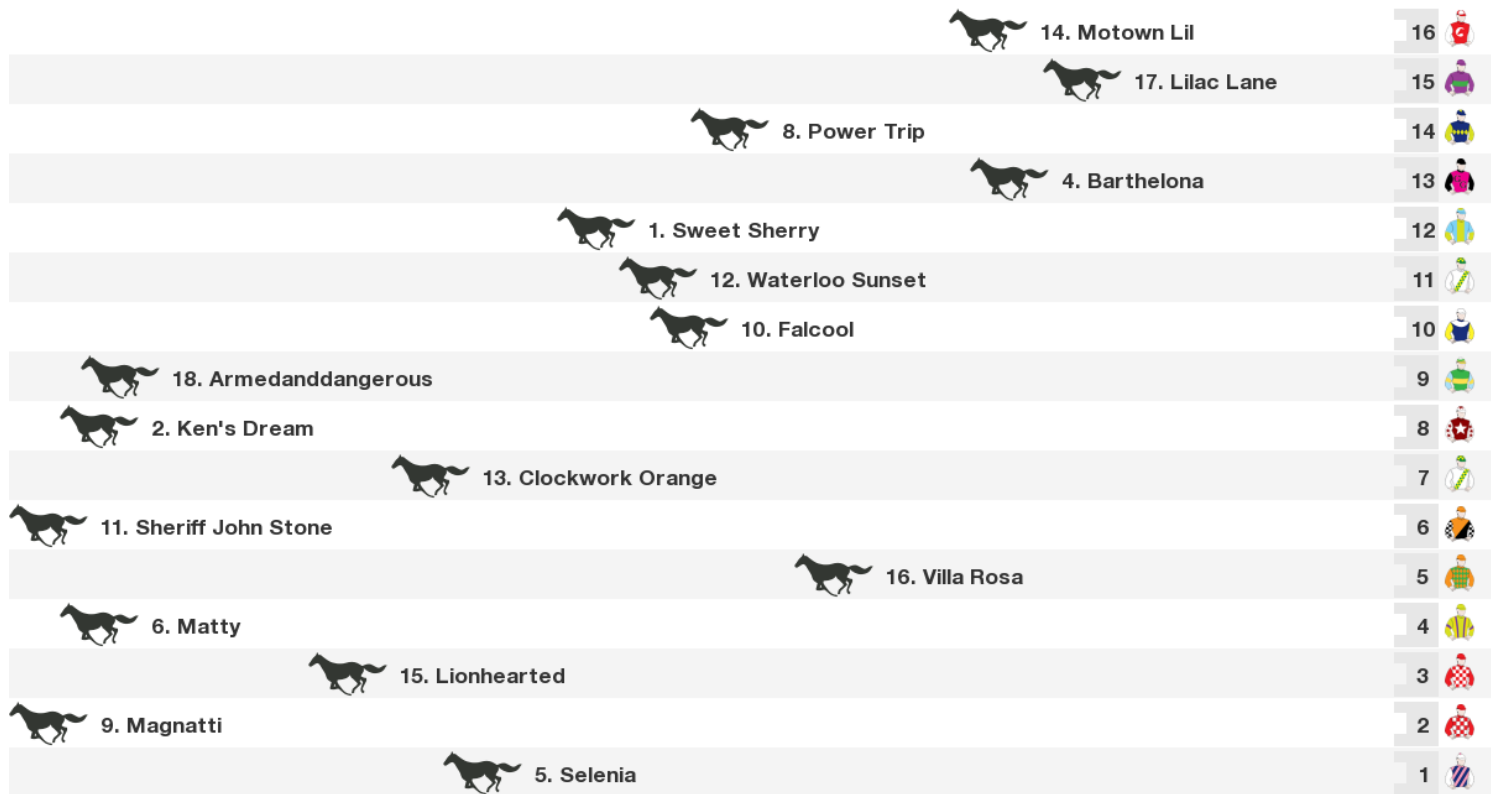 14. Motown Lil 16
17. Lilac Lane 15
8. Power Trip 14
4. Barthelona 13
1. Sweet Sherry 12
12. Waterloo Sunset 11
10. Falcool 10
18. Armedanddangerous 9
2. Ken's Dream 8
13. Clockwork Orange 7
11. Sheriff John Stone 6
16. Villa Rosa 5
6. Matty 4
15. Lionhearted 3
9. Magnatti 2
5. Selenia 1